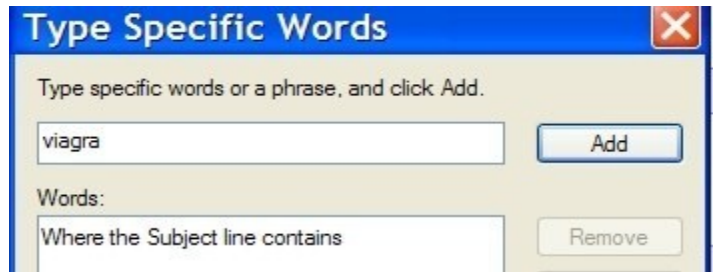 Type Specific Words
Type specific words or a phrase, and click Add.
viagra
Add
Words:
Where the Subject line contains
Remove